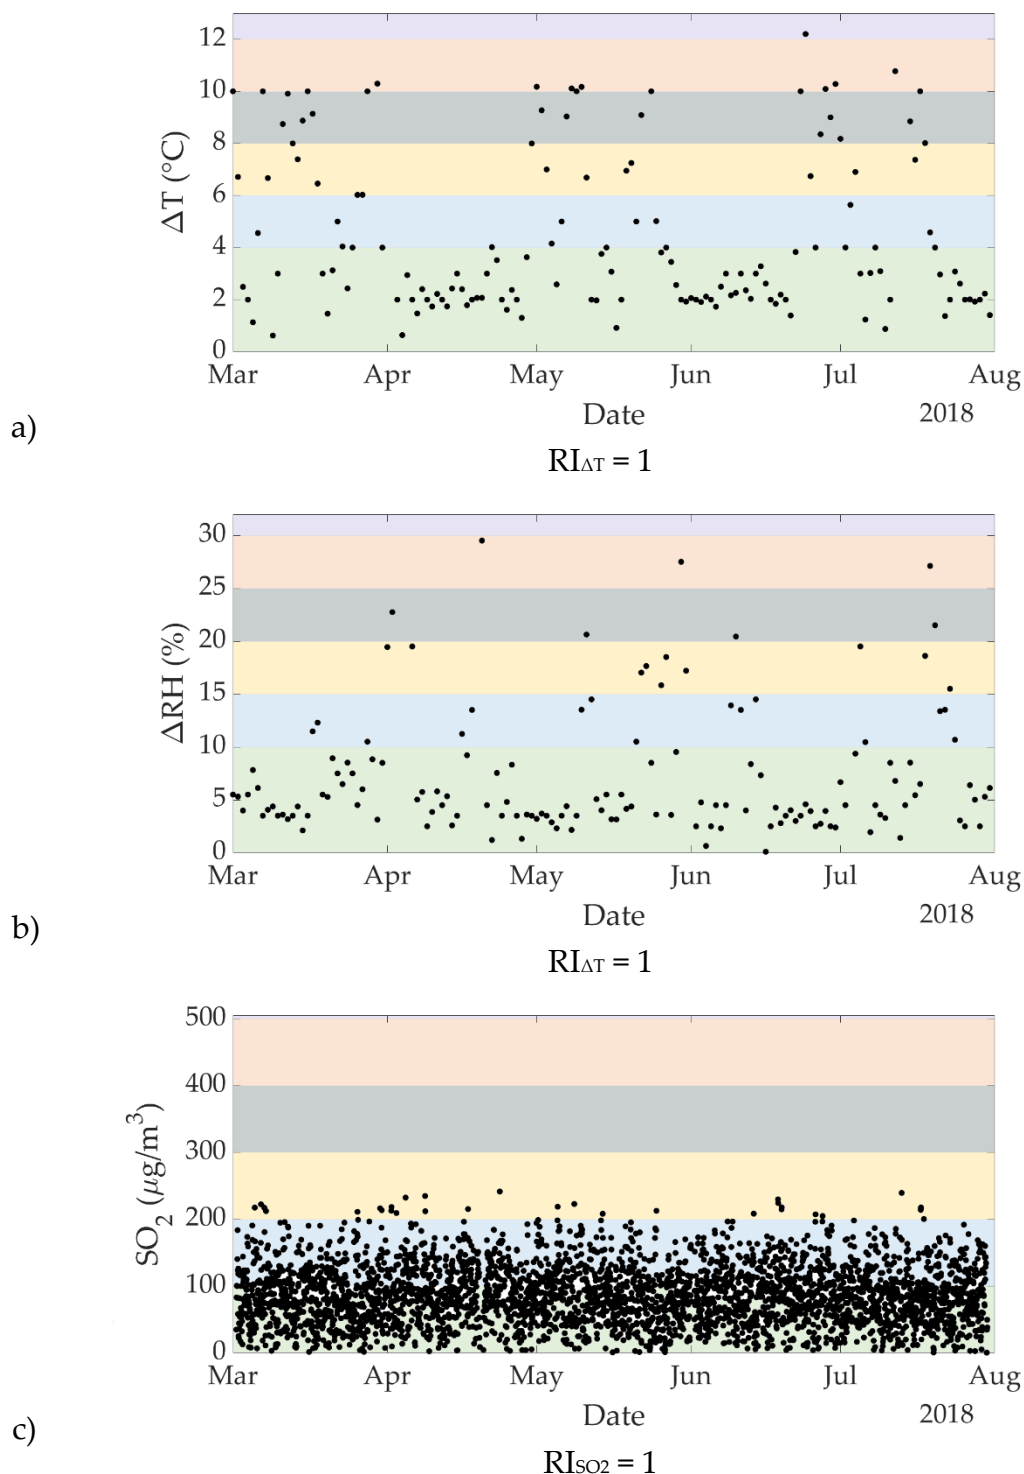 12
10
8
6
4
2
0
ΔT (°C)
Mar Apr May Jun Jul Aug
Date 2018
a)
RIΔT = 1
30
25
20
15
10
5
0
ΔRH (%)
Mar Apr May Jun Jul Aug
Date 2018
b)
RIΔT = 1
500
400
300
200
100
0
SO2 (μg/m3)
Mar Apr May Jun Jul Aug
Date 2018
c)
RISO2 = 1